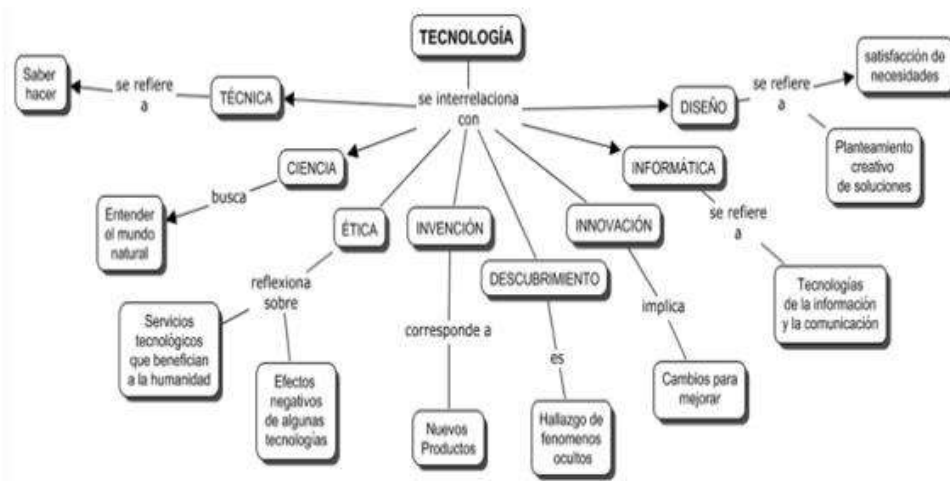 TECNOLOGÍA
se interrelaciona
con
TÉCNICA
se refiere
a
Saber
hacer
CIENCIA
busca
Entender
el mundo
natural
ÉTICA
reflexiona
sobre
Servicios
tecnológicos
que benefician
a la humanidad
Efectos
negativos
de algunas
tecnologías
INVENCIÓN
corresponde a
Nuevos
Productos
DESCUBRIMIENTO
es
Hallazgo de
fenomenos
ocultos
INNOVACIÓN
implica
Cambios para
mejorar
INFORMÁTICA
se refiere
a
Tecnologías
de la información
y la comunicación
DISEÑO
se refiere
a
satisfacción de
necesidades
Planteamiento
creativo
de soluciones